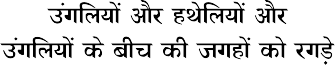 उंगलियों और हथेलियों और
उंगलियों के बीच की जगहों को रगड़े